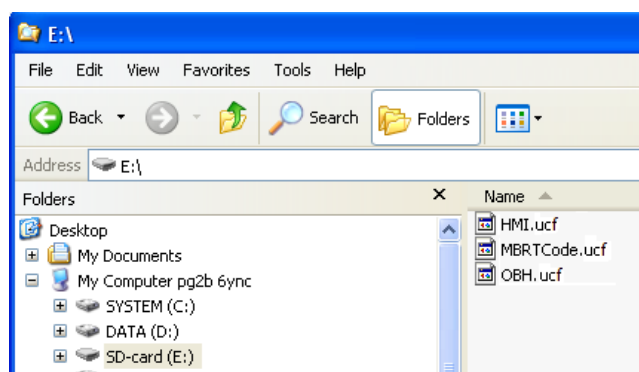 E:\
File Edit View Favorites Tools Help
Back Search Folders
Address E:\
Folders X Name
Desktop HMI.ucf
My Documents MBRTCode.ucf
My Computer pg2b 6ync OBH.ucf
SYSTEM (C:)
DATA (D:)
SD-card (E:)